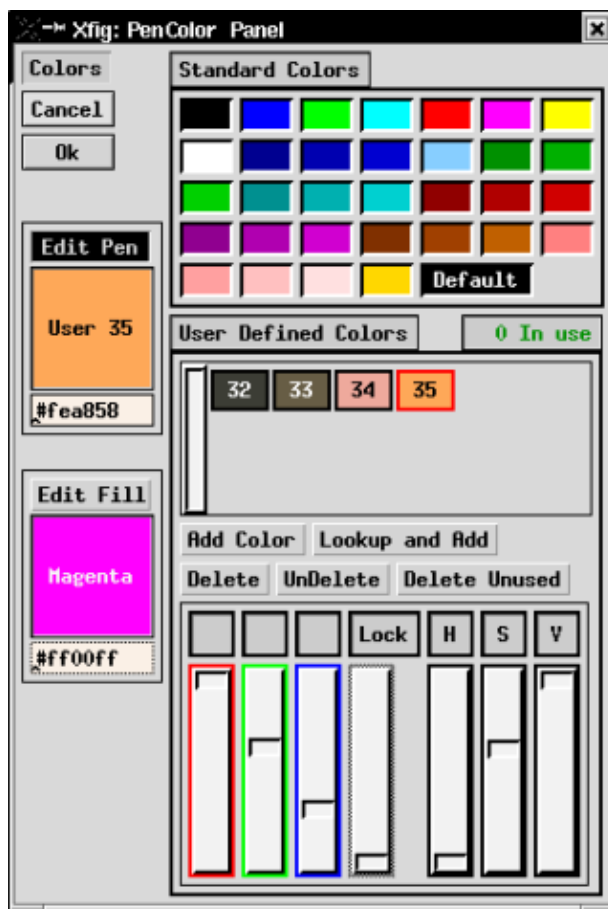 Xfig: PenColor Panel
Colors
Cancel
Ok
Edit Pen
User 35
#fea858
Edit Fill
Magenta
#ff00ff
Standard Colors
Default
User Defined Colors 0 In use
32 33 34 35
Add Color Lookup and Add
Delete UnDelete Delete Unused
Lock H S V